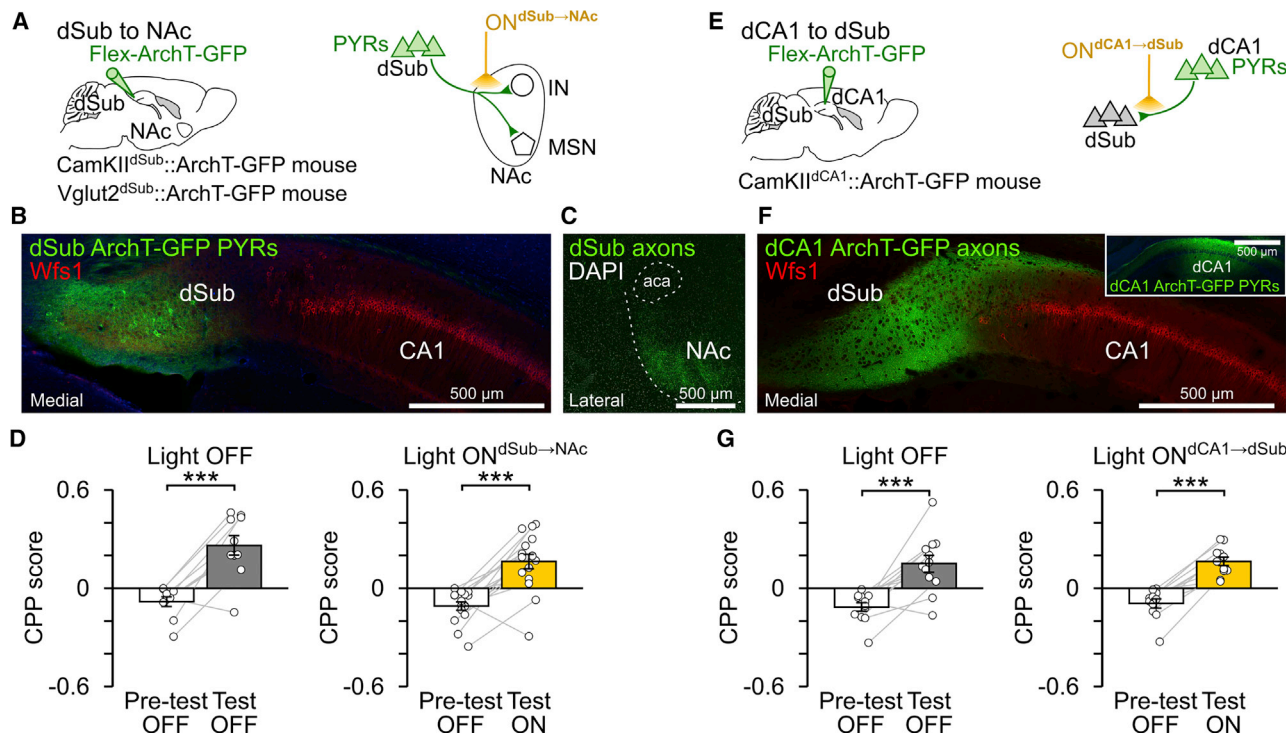 A
dSub to NAc
Flex-ArchT-GFP
dSub
NAc
CamKII^dSub::ArchT-GFP mouse
Vglut2^dSub::ArchT-GFP mouse
ON^dSub→NAc
PYRs
dSub
IN
MSN
NAc
E
dCA1 to dSub
Flex-ArchT-GFP
dCA1
dSub
CamKII^dCA1::ArchT-GFP mouse
ON^dCA1→dSub
dCA1
PYRs
dSub
B
dSub ArchT-GFP PYRs
Wfs1
dSub
CA1
500 µm
Medial
C
dSub axons
DAPI
aca
NAc
500 µm
Lateral
F
dCA1 ArchT-GFP axons
Wfs1
dSub
CA1
500 µm
dCA1
dCA1 ArchT-GFP PYRs
500 µm
Medial
D
Light OFF
***
0.6
0
-0.6
CPP score
Pre-test Test
OFF OFF
Light ON^dSub→NAc
***
0.6
0
-0.6
CPP score
Pre-test Test
OFF ON
G
Light OFF
***
0.6
0
-0.6
CPP score
Pre-test Test
OFF OFF
Light ON^dCA1→dSub
***
0.6
0
-0.6
CPP score
Pre-test Test
OFF ON